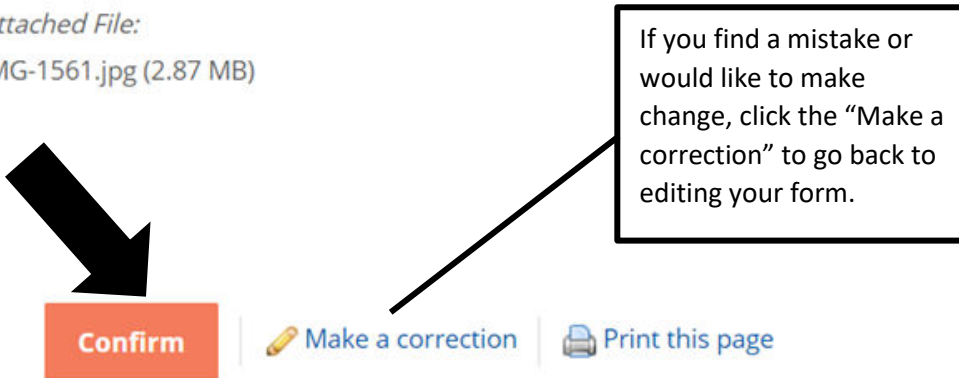 ttached File:
MG-1561.jpg (2.87 MB)
If you find a mistake or
would like to make
change, click the “Make a
correction” to go back to
editing your form.
Confirm
Make a correction
Print this page